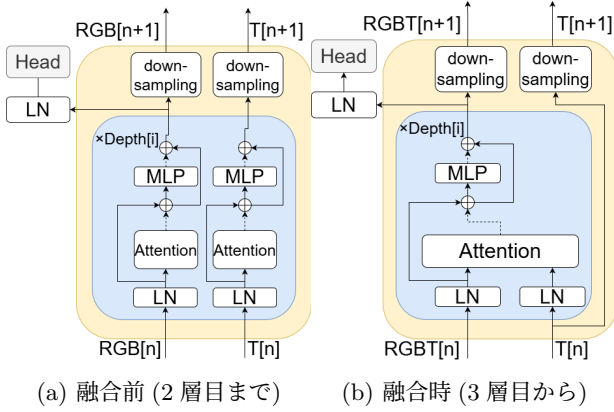 RGB[n+1]
T[n+1]
Head
down-
sampling
down-
sampling
LN
×Depth[i]
MLP
MLP
Attention
Attention
LN
LN
RGB[n]
T[n]
(a) 融合前 (2 層目まで)
RGBT[n+1]
T[n+1]
Head
down-
sampling
down-
sampling
LN
×Depth[i]
MLP
Attention
LN
LN
RGBT[n]
T[n]
(b) 融合時 (3 層目から)